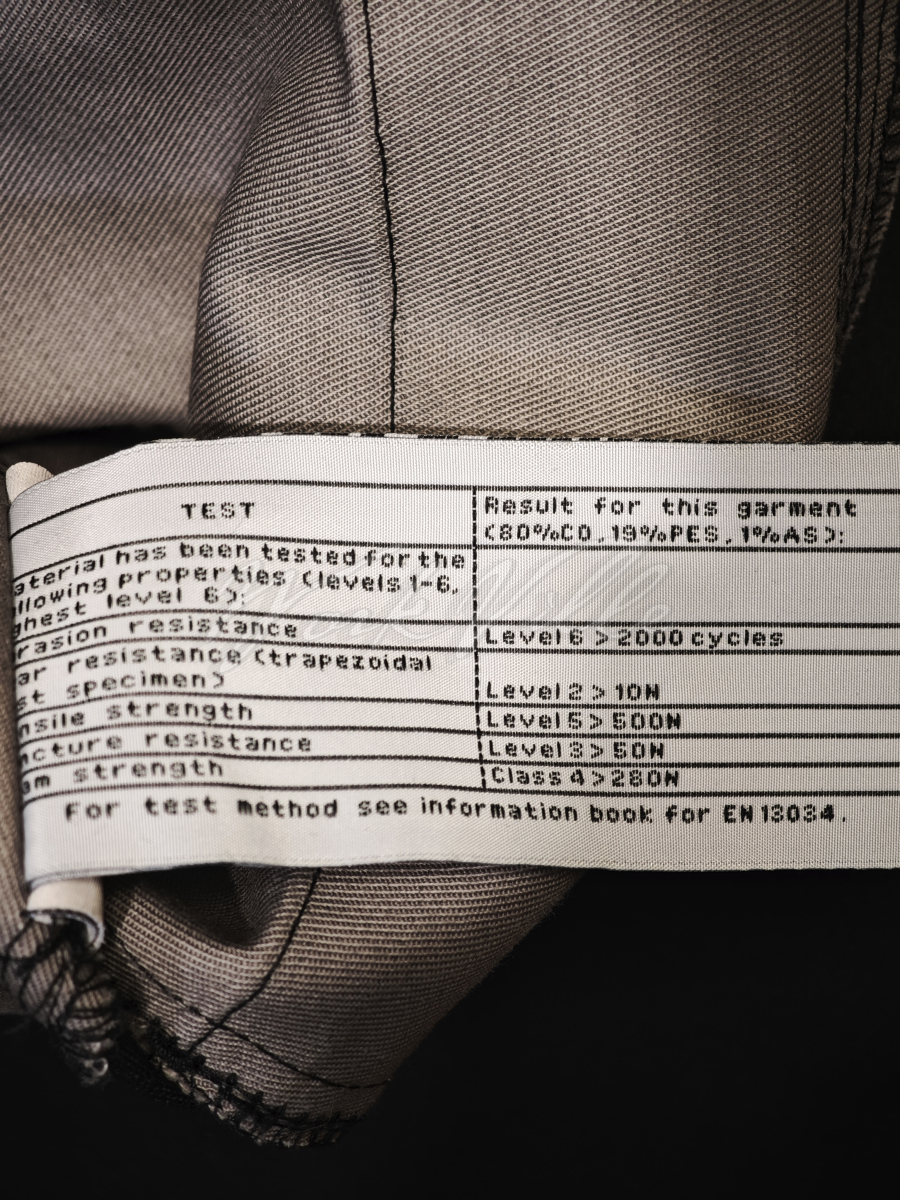 TEST
Result for this garment
(80%CO,19%PES,1%AS):
aterial has been tested for the
llowing properties (levels 1-6,
ghest level 6):
rasion resistance
Level 6 > 2000 cycles
ar resistance (trapezoidal
st specimen)
Level 2 > 10N
nsile strength
Level 5 > 500N
ncture resistance
Level 3 > 50N
am strength
Class 4 > 280N
For test method see information book for EN 13034.